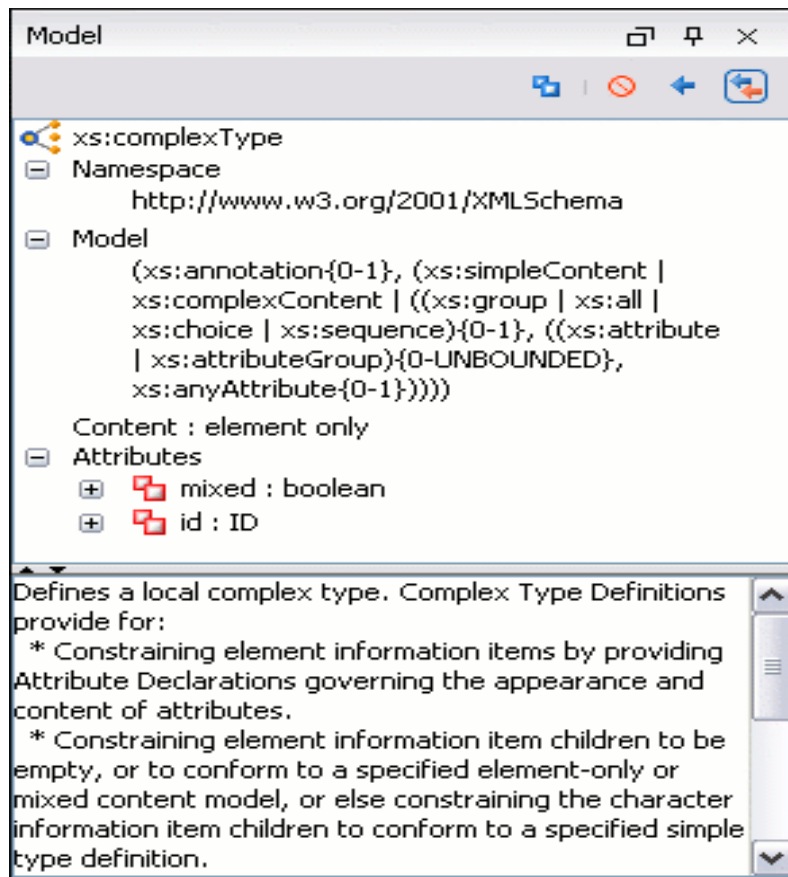 Model
xs:complexType
Namespace
http://www.w3.org/2001/XMLSchema
Model
(xs:annotation{0-1}, (xs:simpleContent |
xs:complexContent | ((xs:group | xs:all |
xs:choice | xs:sequence){0-1}, ((xs:attribute
| xs:attributeGroup){0-UNBOUNDED},
xs:anyAttribute{0-1}))))
Content : element only
Attributes
mixed : boolean
id : ID
Defines a local complex type. Complex Type Definitions
provide for:
* Constraining element information items by providing
Attribute Declarations governing the appearance and
content of attributes.
* Constraining element information item children to be
empty, or to conform to a specified element-only or
mixed content model, or else constraining the character
information item children to conform to a specified simple
type definition.